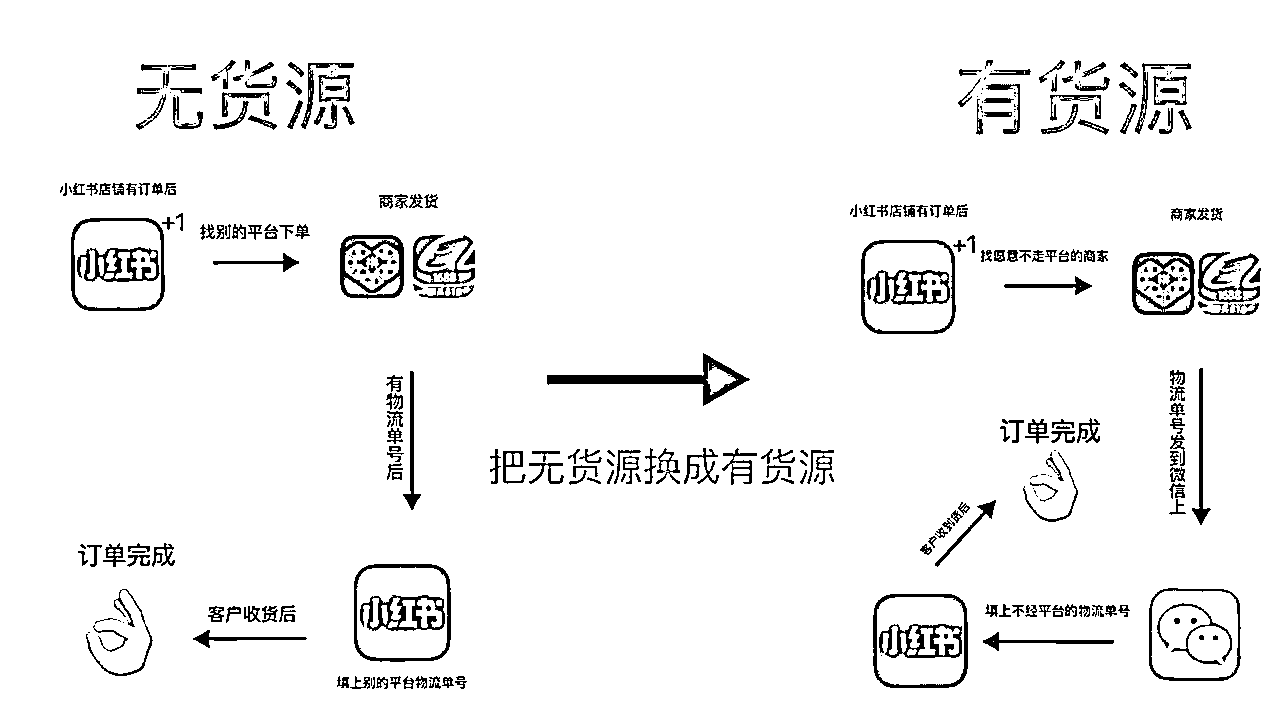 无货源
有货源
小红书店铺有订单后
+1
小红书
找别的平台下单
商家发货
1688
有物流单号后
小红书
填上别的平台物流单号
客户收货后
订单完成
把无货源换成有货源
小红书店铺有订单后
+1
小红书
找愿意不走平台的商家
商家发货
1688
物流单号发到微信上
填上不经平台的物流单号
小红书
客户收到货后
订单完成